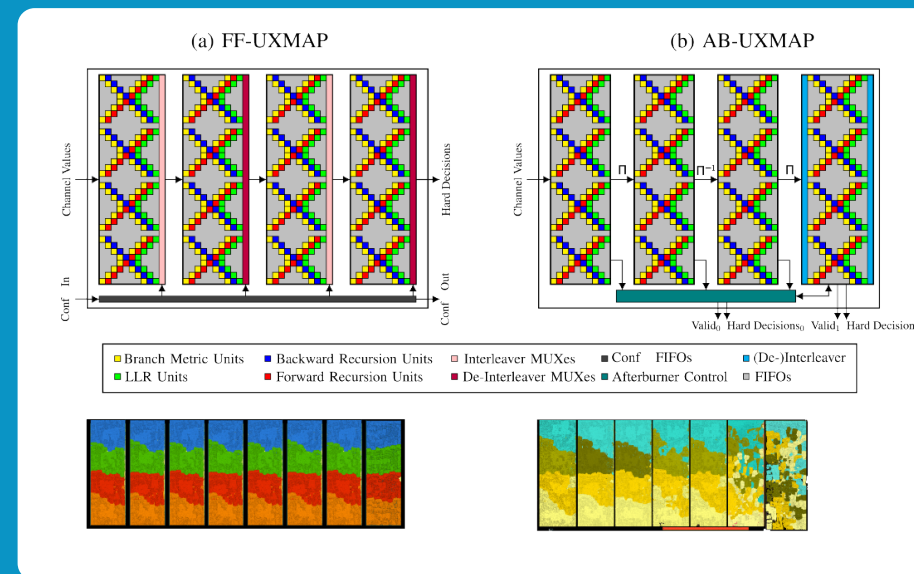 (a) FF-UXMAP
(b) AB-UXMAP
Channel Values
Hard Decisions
Conf In
Conf Out
Channel Values
Π
Π⁻¹
Π
Valid₀ Hard Decisions₀ Valid₁ Hard Decision
Branch Metric Units Backward Recursion Units Interleaver MUXes Conf FIFOs (De-)Interleaver
LLR Units Forward Recursion Units De-Interleaver MUXes Afterburner Control FIFOs